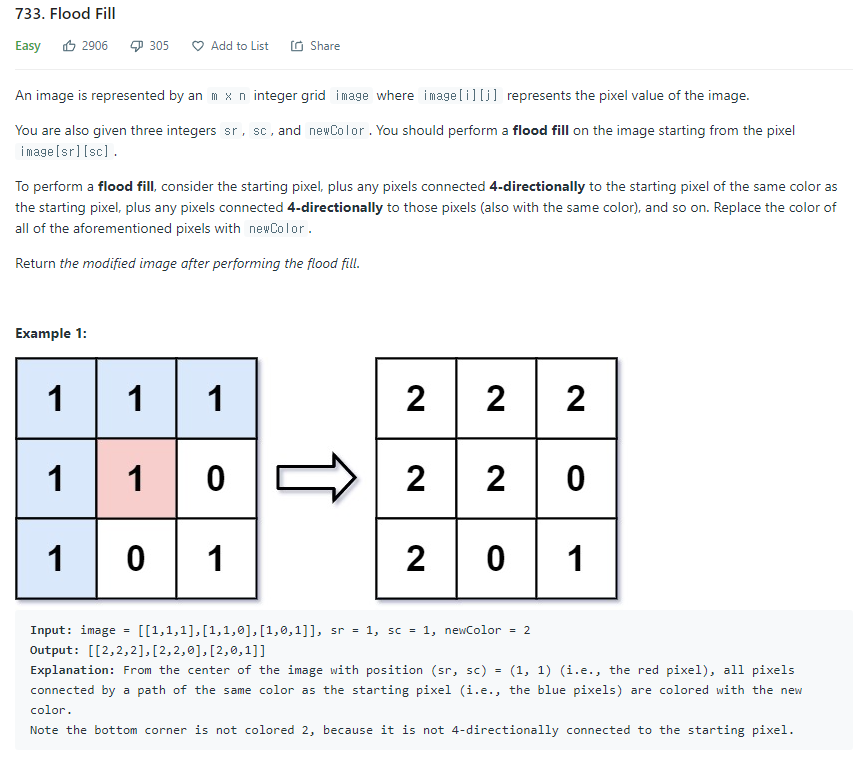 733. Flood Fill
Easy 2906 305 Add to List Share
An image is represented by an m x n integer grid image where image[i][j] represents the pixel value of the image.
You are also given three integers sr, sc, and newColor. You should perform a flood fill on the image starting from the pixel
image[sr][sc].
To perform a flood fill, consider the starting pixel, plus any pixels connected 4-directionally to the starting pixel of the same color as
the starting pixel, plus any pixels connected 4-directionally to those pixels (also with the same color), and so on. Replace the color of
all of the aforementioned pixels with newColor.
Return the modified image after performing the flood fill.
Example 1:
1 1 1 2 2 2
1 1 0 2 2 0
1 0 1 2 0 1
Input: image = [[1,1,1],[1,1,0],[1,0,1]], sr = 1, sc = 1, newColor = 2
Output: [[2,2,2],[2,2,0],[2,0,1]]
Explanation: From the center of the image with position (sr, sc) = (1, 1) (i.e., the red pixel), all pixels
connected by a path of the same color as the starting pixel (i.e., the blue pixels) are colored with the new
color.
Note the bottom corner is not colored 2, because it is not 4-directionally connected to the starting pixel.